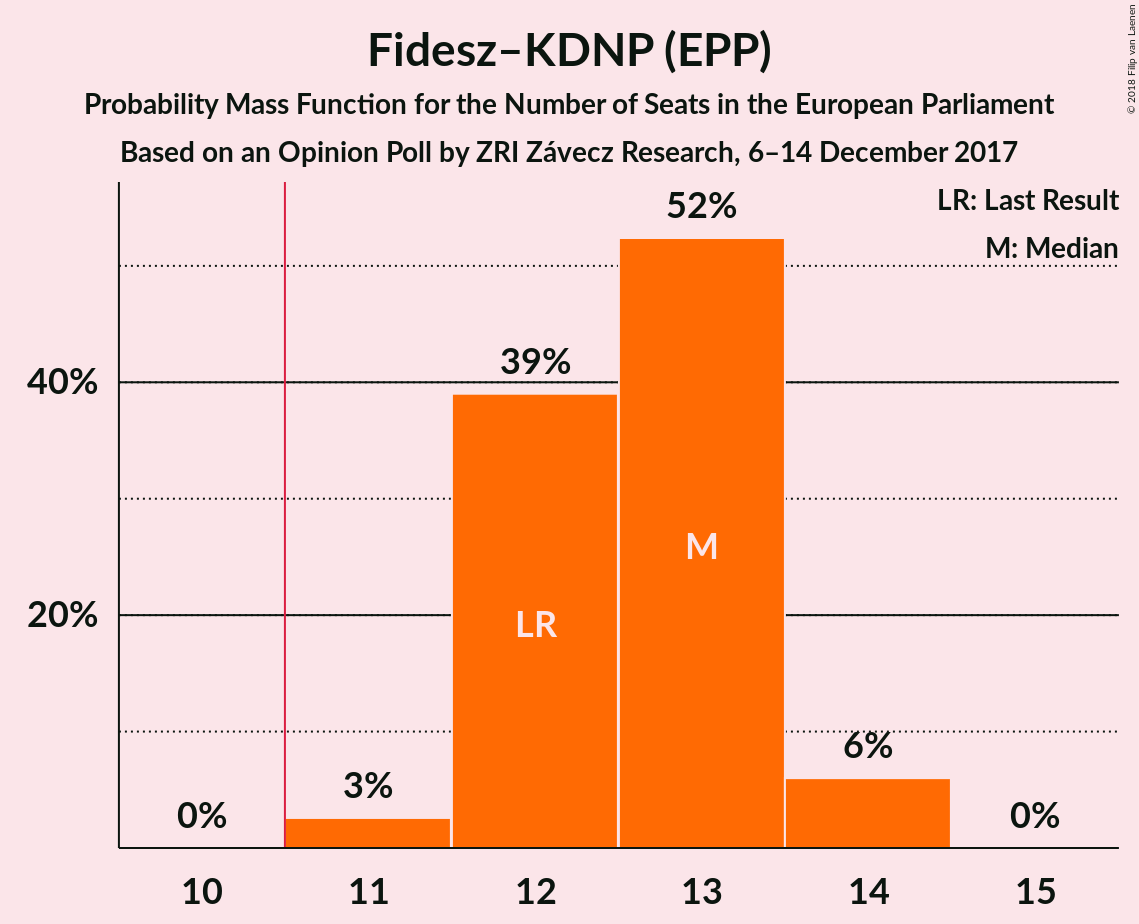 Fidesz–KDNP (EPP)
Probability Mass Function for the Number of Seats in the European Parliament
Based on an Opinion Poll by ZRI Závecz Research, 6–14 December 2017
© 2018 Filip van Laenen
LR: Last Result
M: Median
52%
39%
40%
M
LR
20%
6%
3%
0%
0%
10
11
12
13
14
15